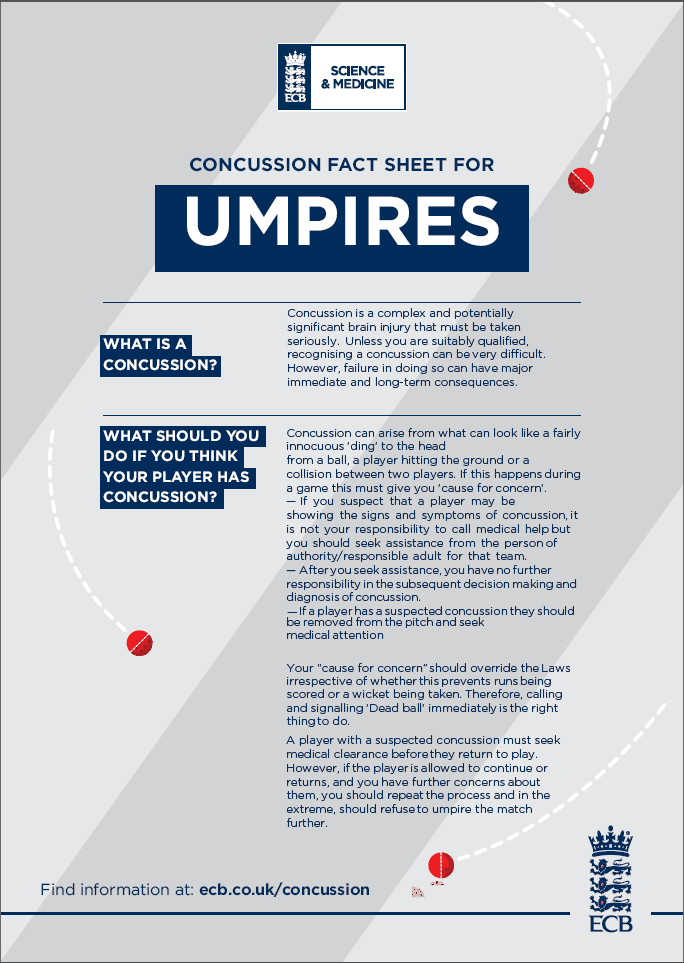 ECB
SCIENCE
& MEDICINE
CONCUSSION FACT SHEET FOR
UMPIRES
WHAT IS A
CONCUSSION?
Concussion is a complex and potentially
significant brain injury that must be taken
seriously. Unless you are suitably qualified,
recognising a concussion can be very difficult.
However, failure in doing so can have major
immediate and long-term consequences.
WHAT SHOULD YOU
DO IF YOU THINK
YOUR PLAYER HAS
CONCUSSION?
Concussion can arise from what can look like a fairly
innocuous 'ding' to the head
from a ball, a player hitting the ground or a
collision between two players. If this happens during
a game this must give you 'cause for concern'.
— If you suspect that a player may be
showing the signs and symptoms of concussion, it
is not your responsibility to call medical help but
you should seek assistance from the person of
authority/responsible adult for that team.
— After you seek assistance, you have no further
responsibility in the subsequent decision making and
diagnosis of concussion.
— If a player has a suspected concussion they should
be removed from the pitch and seek
medical attention
Your "cause for concern" should override the Laws
irrespective of whether this prevents runs being
scored or a wicket being taken. Therefore, calling
and signalling 'Dead ball' immediately is the right
thing to do.
A player with a suspected concussion must seek
medical clearance before they return to play.
However, if the player is allowed to continue or
returns, and you have further concerns about
them, you should repeat the process and in the
extreme, should refuse to umpire the match
further.
Find information at: ecb.co.uk/concussion
ECB